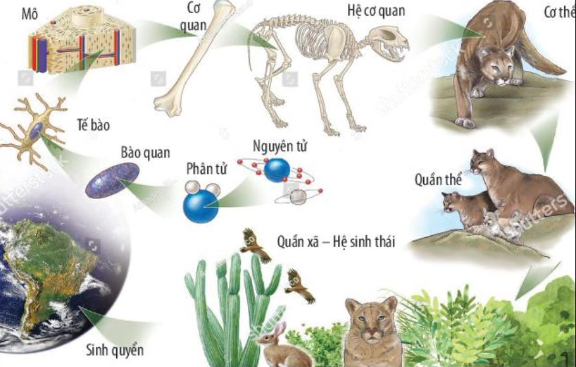 Mô
Cơ
quan
Hệ cơ quan
Cơ thể
Tế bào
Bào quan
Phân tử
Nguyên tử
Quần thể
Quần xã – Hệ sinh thái
Sinh quyển